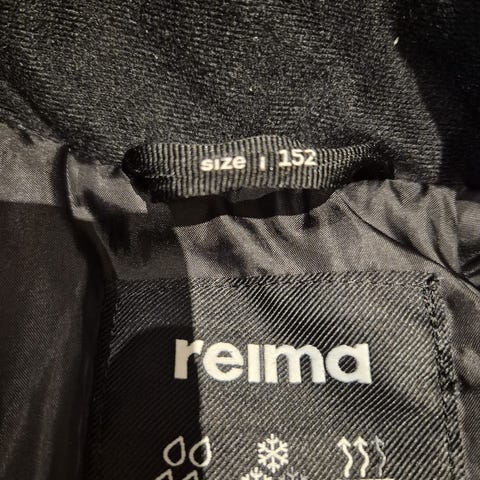 size | 152
reima